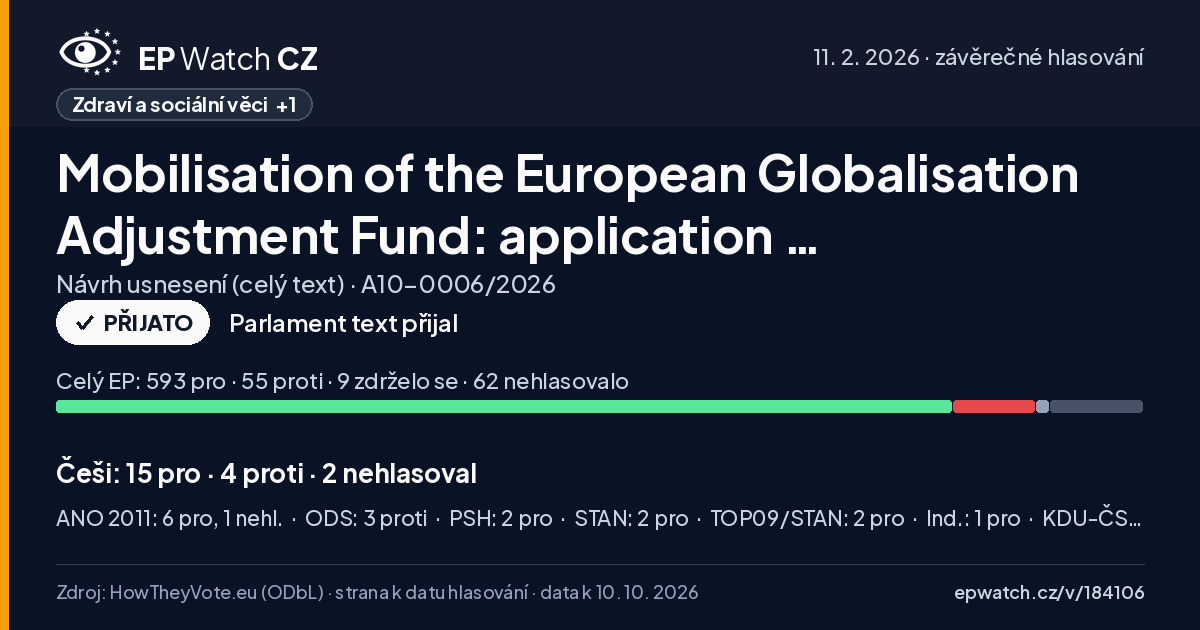 EP Watch CZ
11. 2. 2026 · závěrečné hlasování
Zdraví a sociální věci +1
Mobilisation of the European Globalisation
Adjustment Fund: application …
Návrh usnesení (celý text) · A10-0006/2026
✓ PŘIJATO Parlament text přijal
Celý EP: 593 pro · 55 proti · 9 zdrželo se · 62 nehlasovalo
Češi: 15 pro · 4 proti · 2 nehlasoval
ANO 2011: 6 pro, 1 nehl. · ODS: 3 proti · PSH: 2 pro · STAN: 2 pro · TOP09/STAN: 2 pro · Ind.: 1 pro · KDU-ČS…
Zdroj: HowTheyVote.eu (ODbL) · strana k datu hlasování · data k 10. 10. 2026
epwatch.cz/v/184106